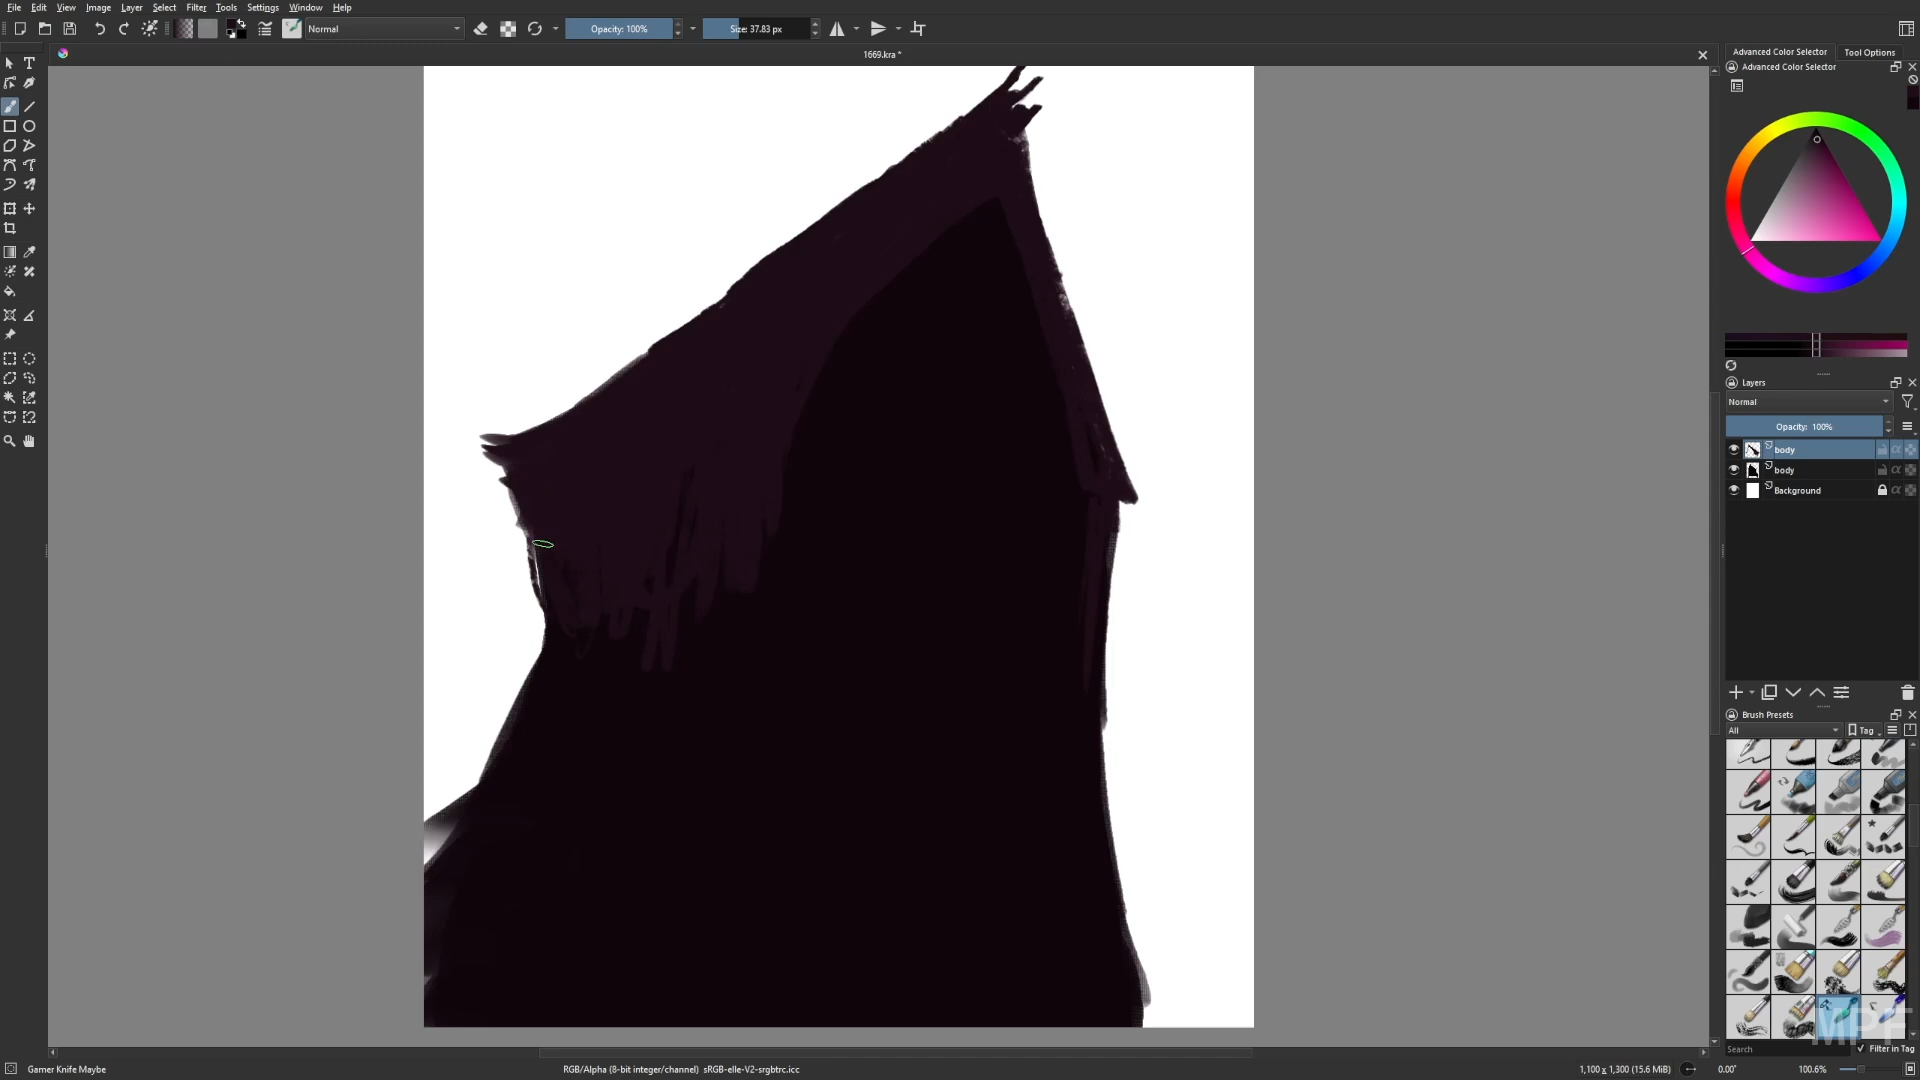 File Edit View Image Layer Select Filter Tools Settings Window Help
Normal Opacity: 100% Size: 37.83 px
1669.kra *
Advanced Color Selector Tool Options
Advanced Color Selector
Layers
Normal
Opacity: 100%
body
body
Background
Brush Presets
All Tag
MPF
Search Filter in Tag
Gamer Knife Maybe RGB/Alpha (8-bit integer/channel) sRGB-elle-V2-srgbtrc.icc 1,100 x 1,300 (15.6 MiB) 0.00° 100.6%